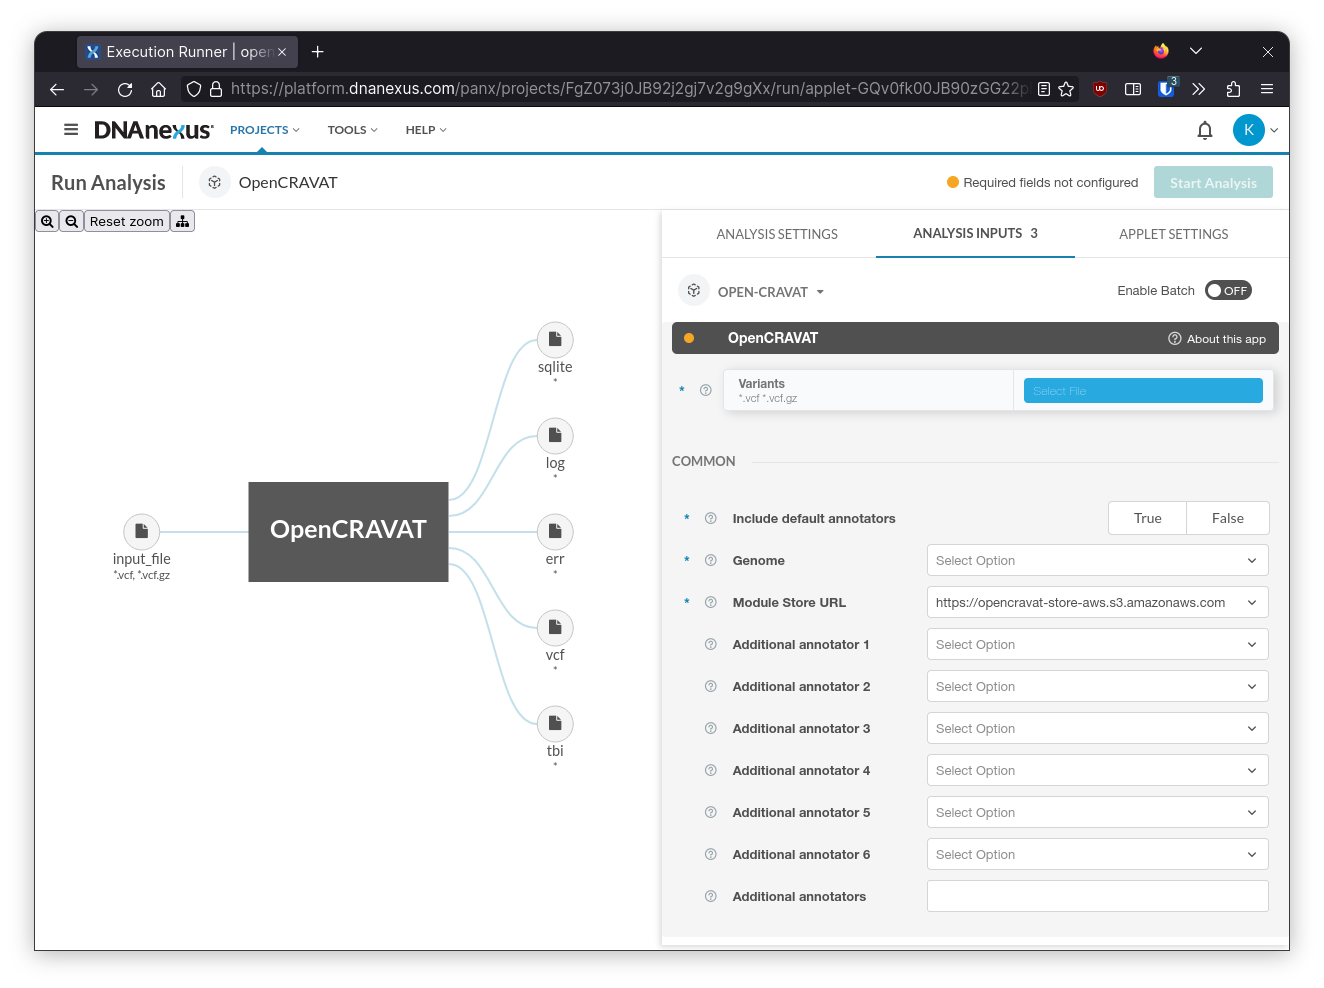 Execution Runner | open
https://platform.dnanexus.com/panx/projects/FgZ073j0JB92j2gj7v2g9gXx/run/applet-GQv0fk00JB90zGG22p
3
DNAnexus
PROJECTS
TOOLS
HELP
K
Run Analysis
OpenCRAVAT
Required fields not configured
Start Analysis
Reset zoom
ANALYSIS SETTINGS
ANALYSIS INPUTS 3
APPLET SETTINGS
OPEN-CRAVAT
Enable Batch
OFF
OpenCRAVAT
About this app
* Variants
*.vcf *.vcf.gz
Select File
COMMON
* Include default annotators
True
False
* Genome
Select Option
* Module Store URL
https://opencravat-store-aws.s3.amazonaws.com
Additional annotator 1
Select Option
Additional annotator 2
Select Option
Additional annotator 3
Select Option
Additional annotator 4
Select Option
Additional annotator 5
Select Option
Additional annotator 6
Select Option
Additional annotators
input_file
*.vcf, *.vcf.gz
OpenCRAVAT
sqlite
*
log
*
err
*
vcf
*
tbi
*